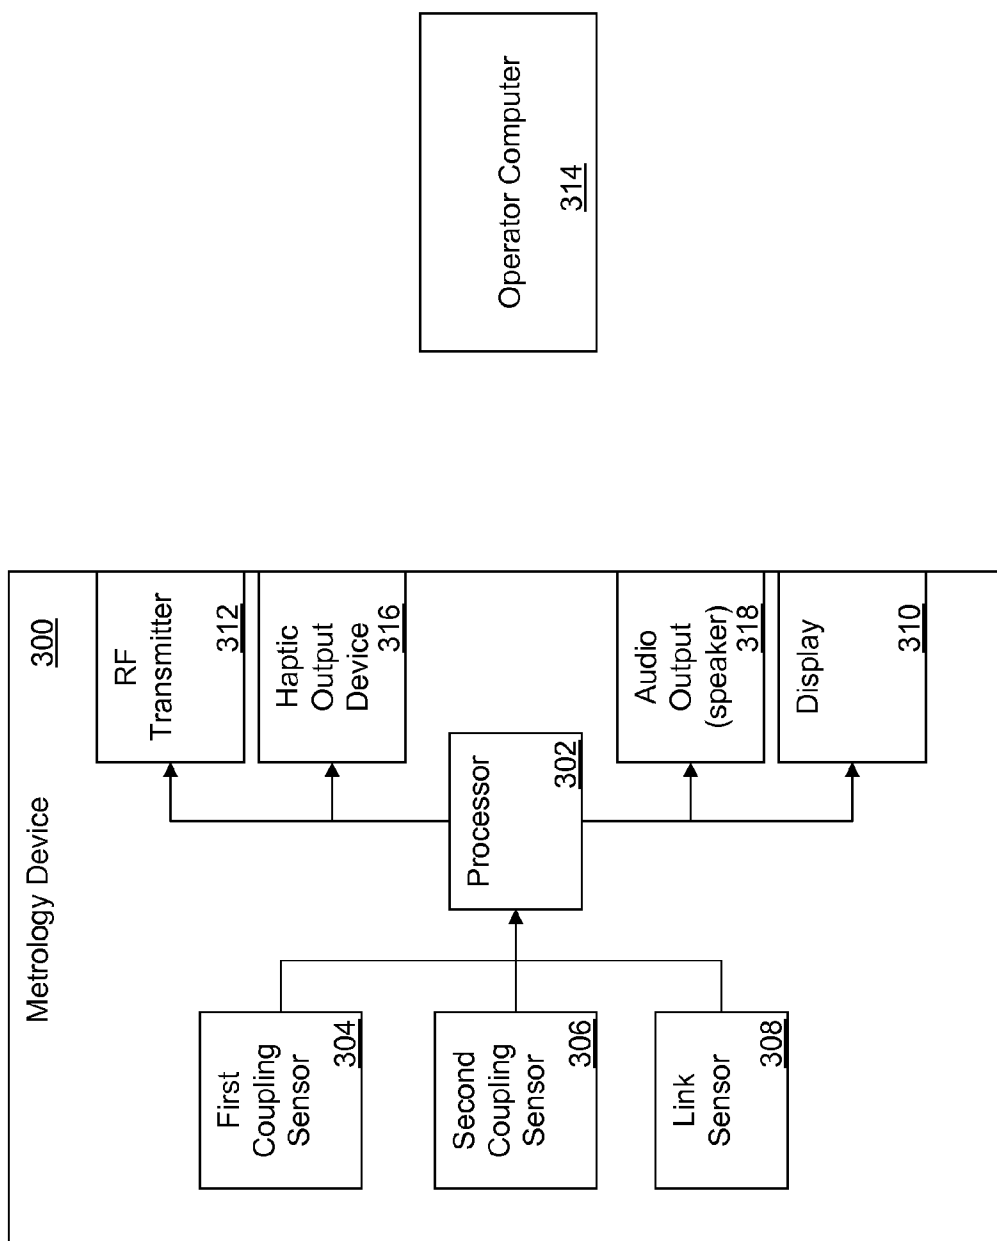 Metrology Device
300
First
Coupling
Sensor
304
Second
Coupling
Sensor
306
Link
Sensor
308
Processor
302
RF
Transmitter
312
Haptic
Output
Device
316
Audio
Output
(speaker)
318
Display
310
Operator Computer
314